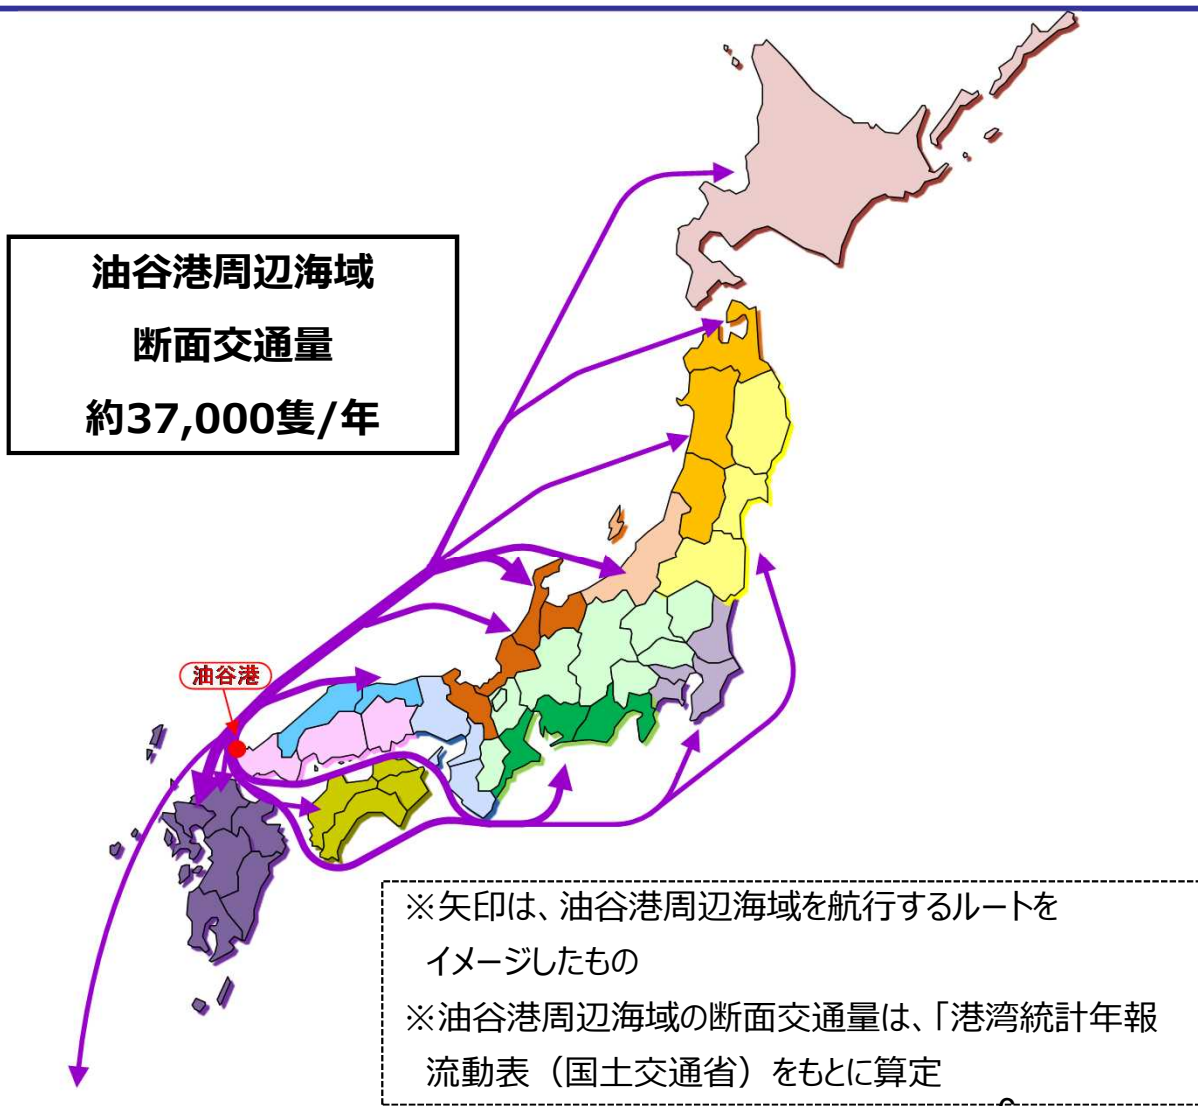 油谷港周辺海域
断面交通量
約37,000隻/年
油谷港
※矢印は、油谷港周辺海域を航行するルートを
イメージしたもの
※油谷港周辺海域の断面交通量は、「港湾統計年報
流動表（国土交通省）をもとに算定